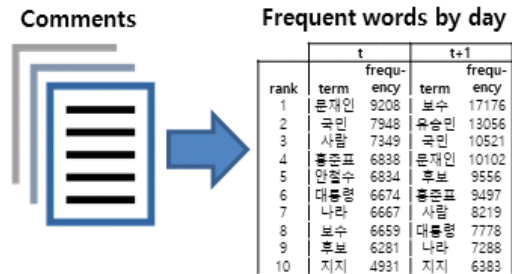 Comments
Frequent words by day
t t+1
rank term frequ-ency term frequ-ency
1 문재인 9208 보수 17176
2 국민 7948 유승민 13056
3 사람 7349 국민 10521
4 홍준표 6838 문재인 10102
5 안철수 6834 후보 9556
6 대통령 6674 홍준표 9497
7 나라 6667 사람 8219
8 보수 6659 대통령 7778
9 후보 6281 나라 7288
10 지지 4931 지지 6383